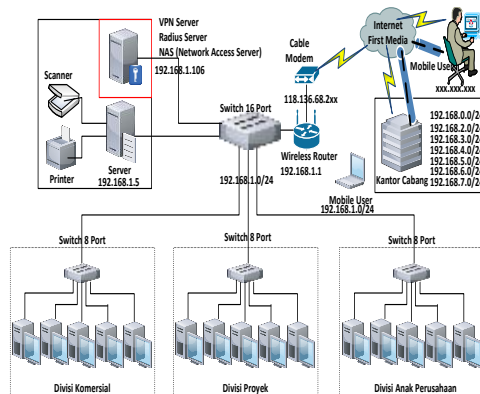 VPN Server
Radius Server
NAS (Network Access Server)
192.168.1.106
Scanner
Printer
Server
192.168.1.5
Switch 16 Port
192.168.1.0/24
Cable
Modem
118.136.68.2xx
Wireless Router
192.168.1.1
Internet
First Media
Mobile User
xxx.xxx.xxx
192.168.0.0/24
192.168.2.0/24
192.168.3.0/24
192.168.4.0/24
192.168.5.0/24
192.168.6.0/24
192.168.7.0/24
Kantor Cabang
Mobile User
192.168.1.0/24
Switch 8 Port
Switch 8 Port
Switch 8 Port
Divisi Komersial
Divisi Proyek
Divisi Anak Perusahaan